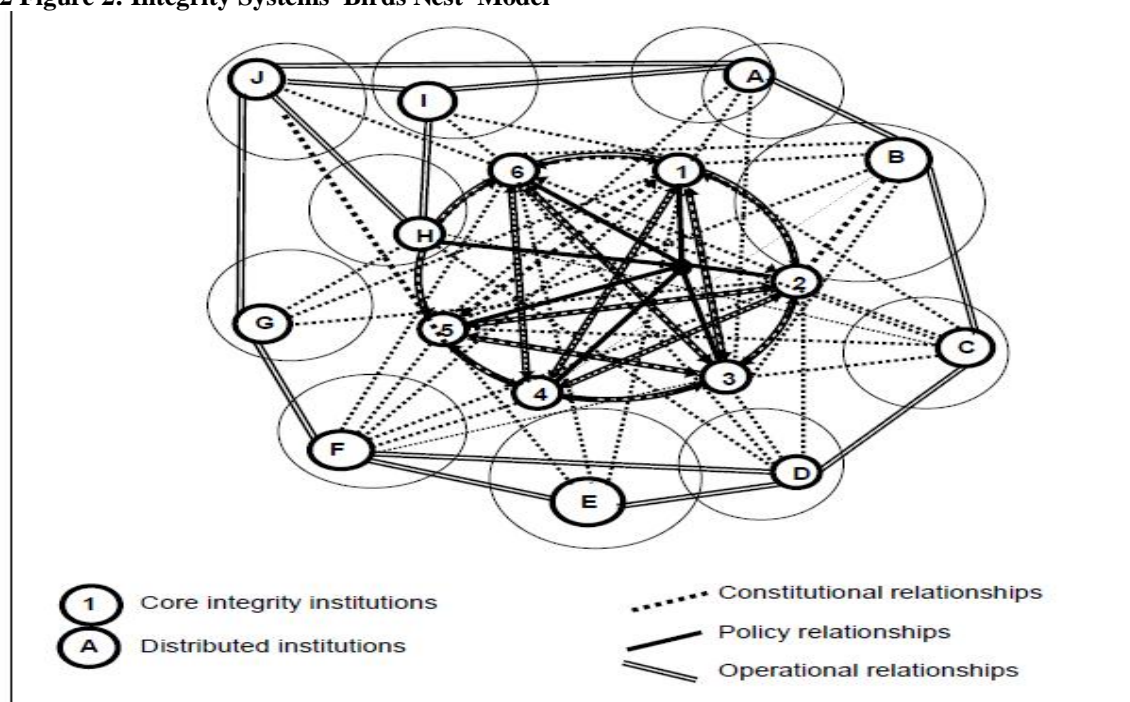 2 Figure 2: Integrity Systems 'Birds Nest' Model
J
A
I
B
6
1
H
2
G
5
C
3
4
F
D
E
1 Core integrity institutions
A Distributed institutions
Constitutional relationships
Policy relationships
Operational relationships